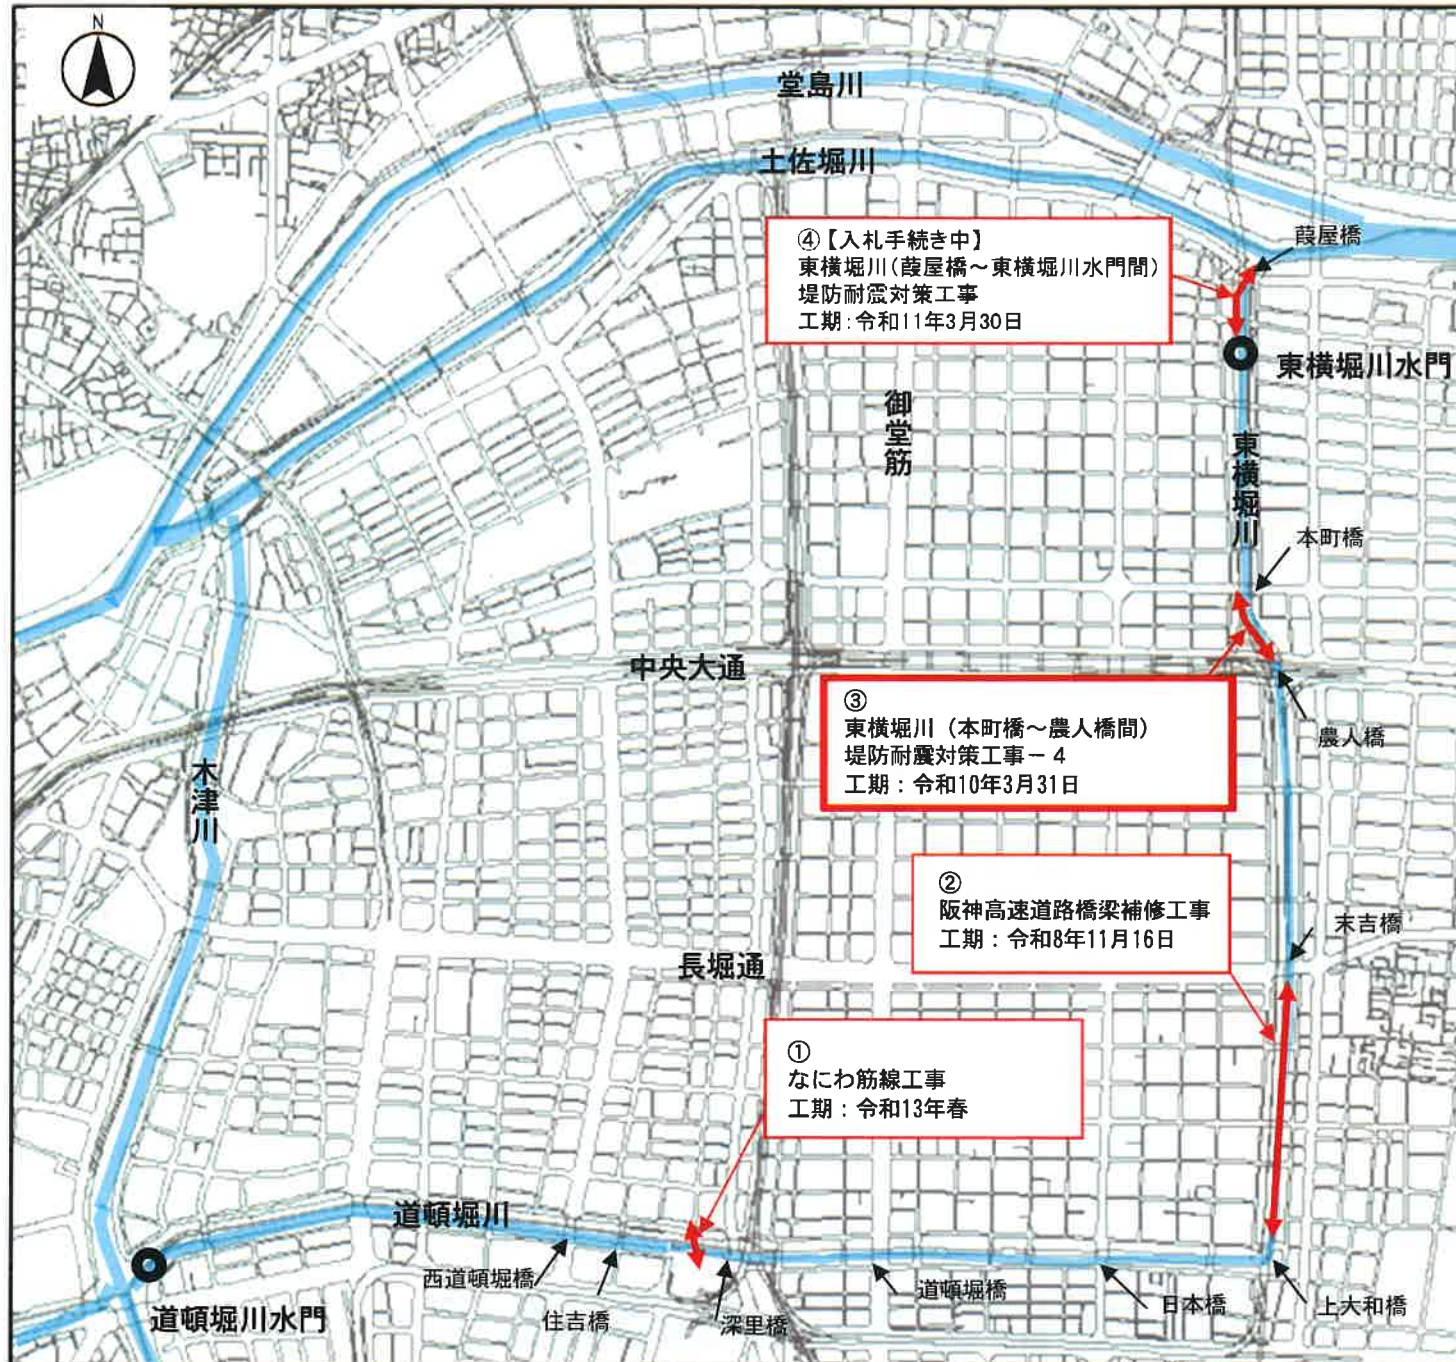 N
堂島川
土佐堀川
葭屋橋
④【入札手続き中】
東横堀川(葭屋橋～東横堀川水門間)
堤防耐震対策工事
工期:令和11年3月30日
東横堀川水門
御堂筋
東横堀川
本町橋
中央大通
③
東横堀川（本町橋～農人橋間）
堤防耐震対策工事－４
工期：令和10年3月31日
農人橋
木津川
②
阪神高速道路橋梁補修工事
工期：令和8年11月16日
末吉橋
長堀通
①
なにわ筋線工事
工期：令和13年春
道頓堀川
西道頓堀橋
住吉橋
深里橋
道頓堀橋
日本橋
上大和橋
道頓堀川水門